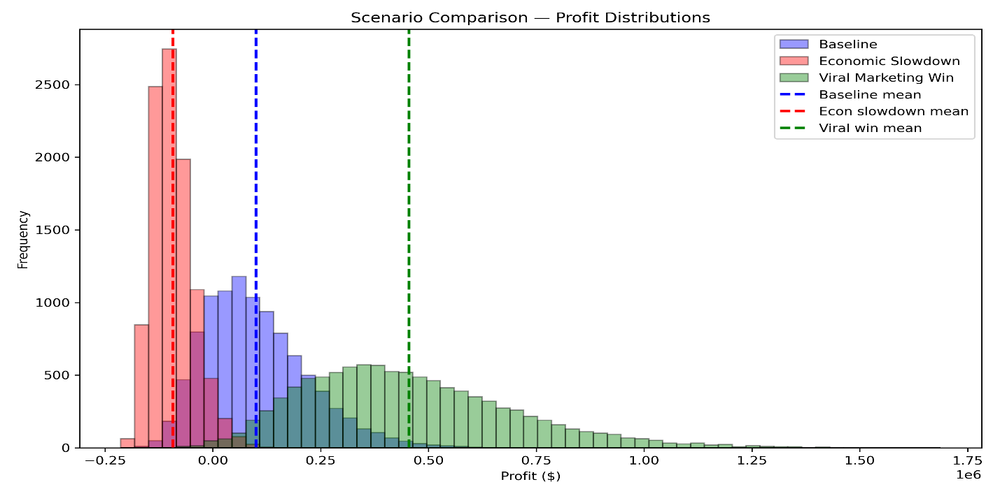 Scenario Comparison — Profit Distributions
Baseline
Economic Slowdown
Viral Marketing Win
Baseline mean
Econ slowdown mean
Viral win mean
Frequency
2500
2000
1500
1000
500
0
−0.25 0.00 0.25 0.50 0.75 1.00 1.25 1.50 1.75
1e6
Profit ($)